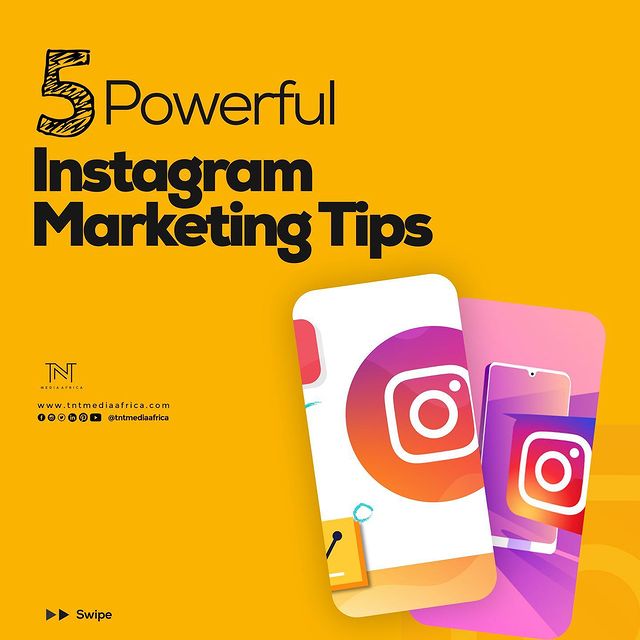 5 Powerful
Instagram
Marketing Tips
TNT
MEDIA AFRICA
www.tntmediaafrica.com
@tntmediaafrica
Swipe